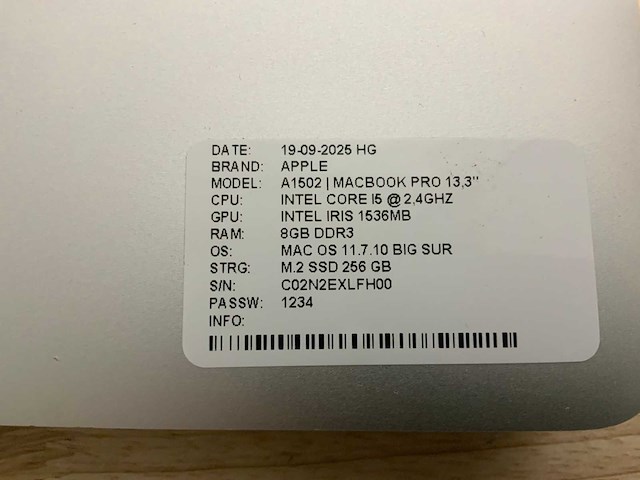 DATE: 19-09-2025 HG
BRAND: APPLE
MODEL: A1502 | MACBOOK PRO 13,3''
CPU: INTEL CORE I5 @ 2,4GHZ
GPU: INTEL IRIS 1536MB
RAM: 8GB DDR3
OS: MAC OS 11.7.10 BIG SUR
STRG: M.2 SSD 256 GB
S/N: C02N2EXLFH00
PASSW: 1234
INFO: